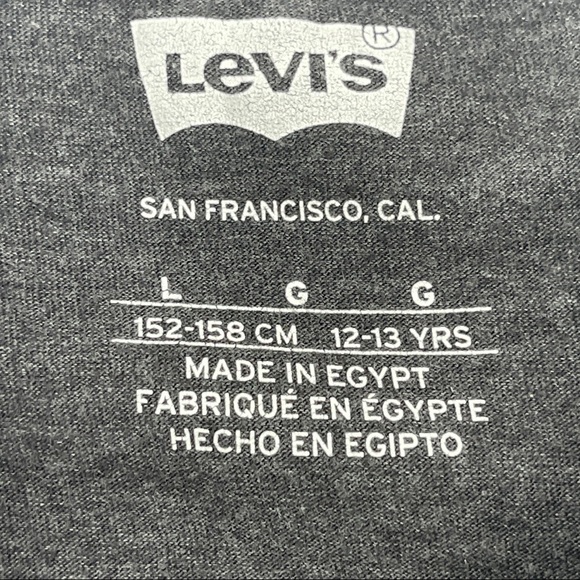 Levi's ®
SAN FRANCISCO, CAL.
L G G
152-158 CM 12-13 YRS
MADE IN EGYPT
FABRIQUÉ EN ÉGYPTE
HECHO EN EGIPTO